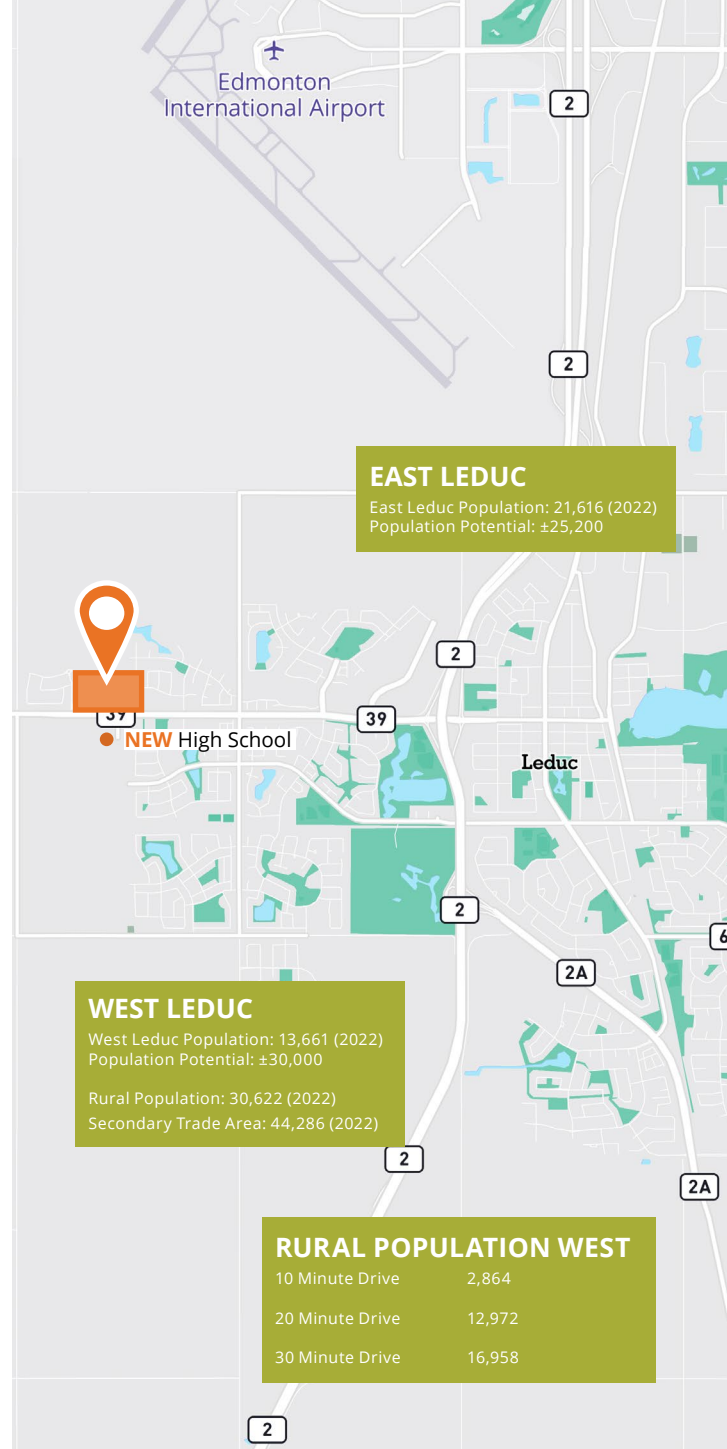 Edmonton
International Airport
2
2
EAST LEDUC
East Leduc Population: 21,616 (2022)
Population Potential: ±25,200
2
39
39
NEW High School
Leduc
2
6
2A
WEST LEDUC
West Leduc Population: 13,661 (2022)
Population Potential: ±30,000
Rural Population: 30,622 (2022)
Secondary Trade Area: 44,286 (2022)
2
2A
RURAL POPULATION WEST
10 Minute Drive 2,864
20 Minute Drive 12,972
30 Minute Drive 16,958
2